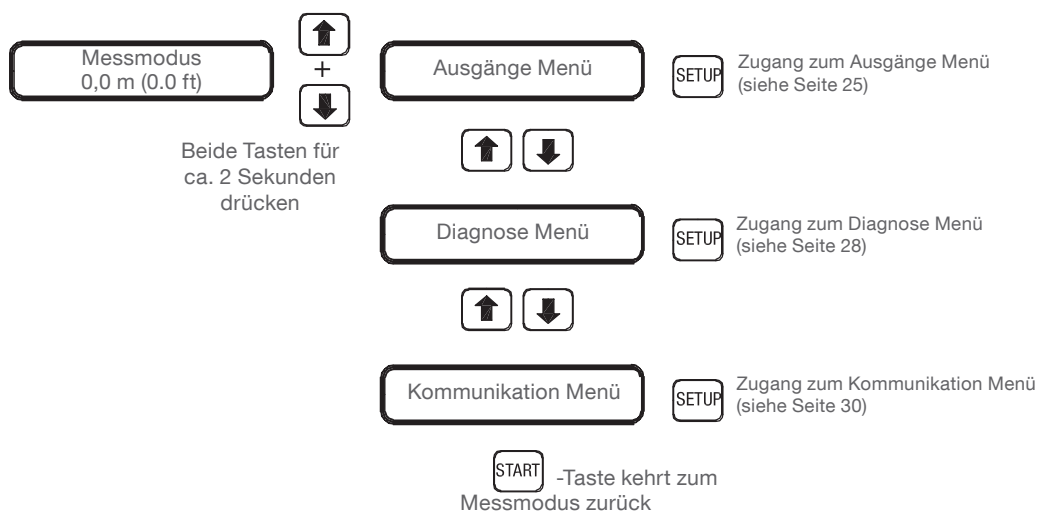 Messmodus
0,0 m (0.0 ft)
+
Beide Tasten für
ca. 2 Sekunden
drücken
Ausgänge Menü
SETUP
Zugang zum Ausgänge Menü
(siehe Seite 25)
Diagnose Menü
SETUP
Zugang zum Diagnose Menü
(siehe Seite 28)
Kommunikation Menü
SETUP
Zugang zum Kommunikation Menü
(siehe Seite 30)
START -Taste kehrt zum
Messmodus zurück